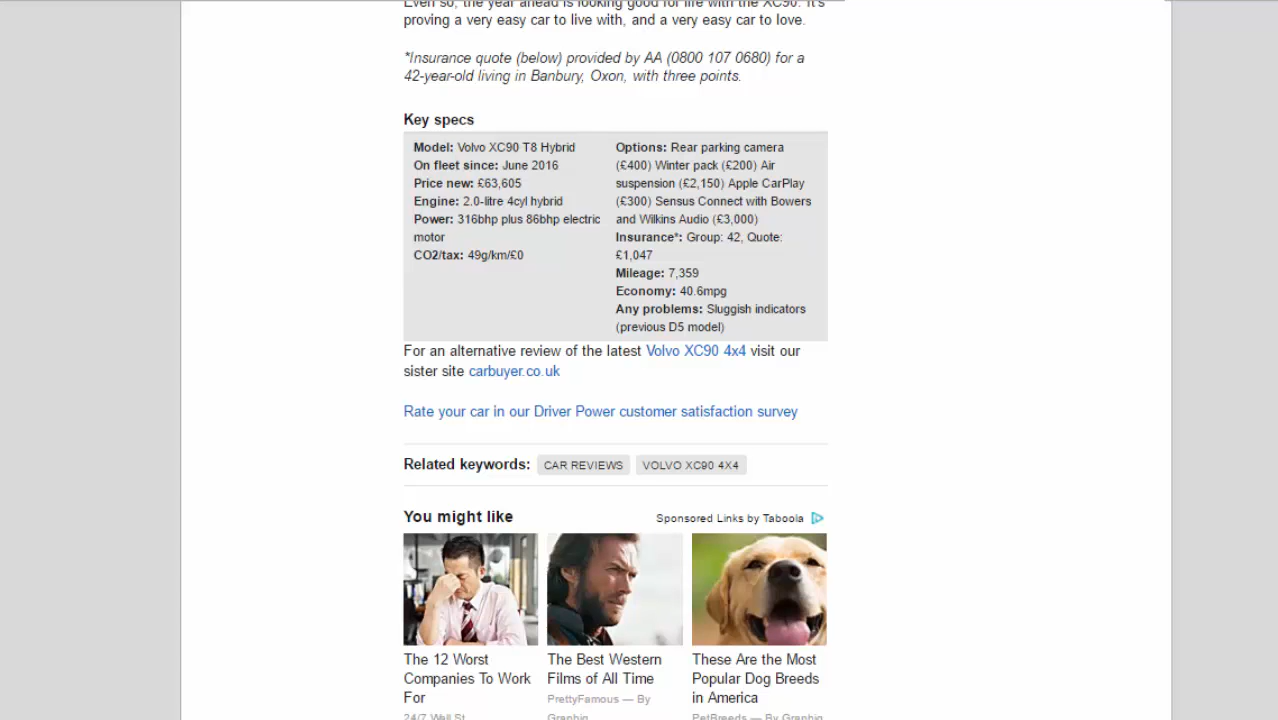 Even so, the year ahead is looking good for life with the XC90. It's
proving a very easy car to live with, and a very easy car to love.
*Insurance quote (below) provided by AA (0800 107 0680) for a
42-year-old living in Banbury, Oxon, with three points.
Key specs
Model: Volvo XC90 T8 Hybrid
On fleet since: June 2016
Price new: £63,605
Engine: 2.0-litre 4cyl hybrid
Power: 316bhp plus 86bhp electric
motor
CO2/tax: 49g/km/£0
Options: Rear parking camera
(£400) Winter pack (£200) Air
suspension (£2,150) Apple CarPlay
(£300) Sensus Connect with Bowers
and Wilkins Audio (£3,000)
Insurance*: Group: 42, Quote:
£1,047
Mileage: 7,359
Economy: 40.6mpg
Any problems: Sluggish indicators
(previous D5 model)
For an alternative review of the latest Volvo XC90 4x4 visit our
sister site carbuyer.co.uk
Rate your car in our Driver Power customer satisfaction survey
Related keywords: CAR REVIEWS VOLVO XC90 4X4
You might like
Sponsored Links by Taboola
The 12 Worst
Companies To Work
For
24/7 Wall St.
The Best Western
Films of All Time
PrettyFamous — By
Graphiq
These Are the Most
Popular Dog Breeds
in America
PetBreeds — By Graphiq